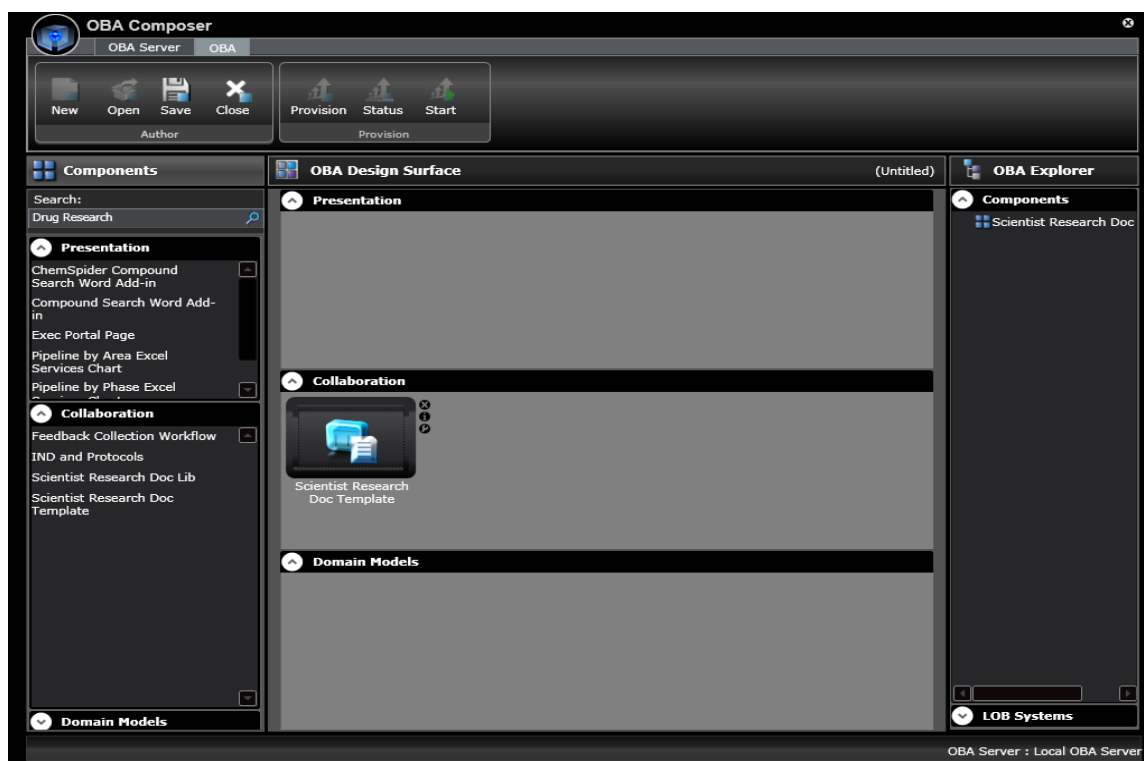 OBA Composer
OBA Server OBA
New Open Save Close
Author
Provision Status Start
Provision
Components
Search:
Drug Research
Presentation
ChemSpider Compound
Search Word Add-in
Compound Search Word Add-
in
Exec Portal Page
Pipeline by Area Excel
Services Chart
Pipeline by Phase Excel
Collaboration
Feedback Collection Workflow
IND and Protocols
Scientist Research Doc Lib
Scientist Research Doc
Template
Domain Models
OBA Design Surface (Untitled)
Presentation
Collaboration
Scientist Research
Doc Template
Domain Models
OBA Explorer
Components
Scientist Research Doc
LOB Systems
OBA Server : Local OBA Server